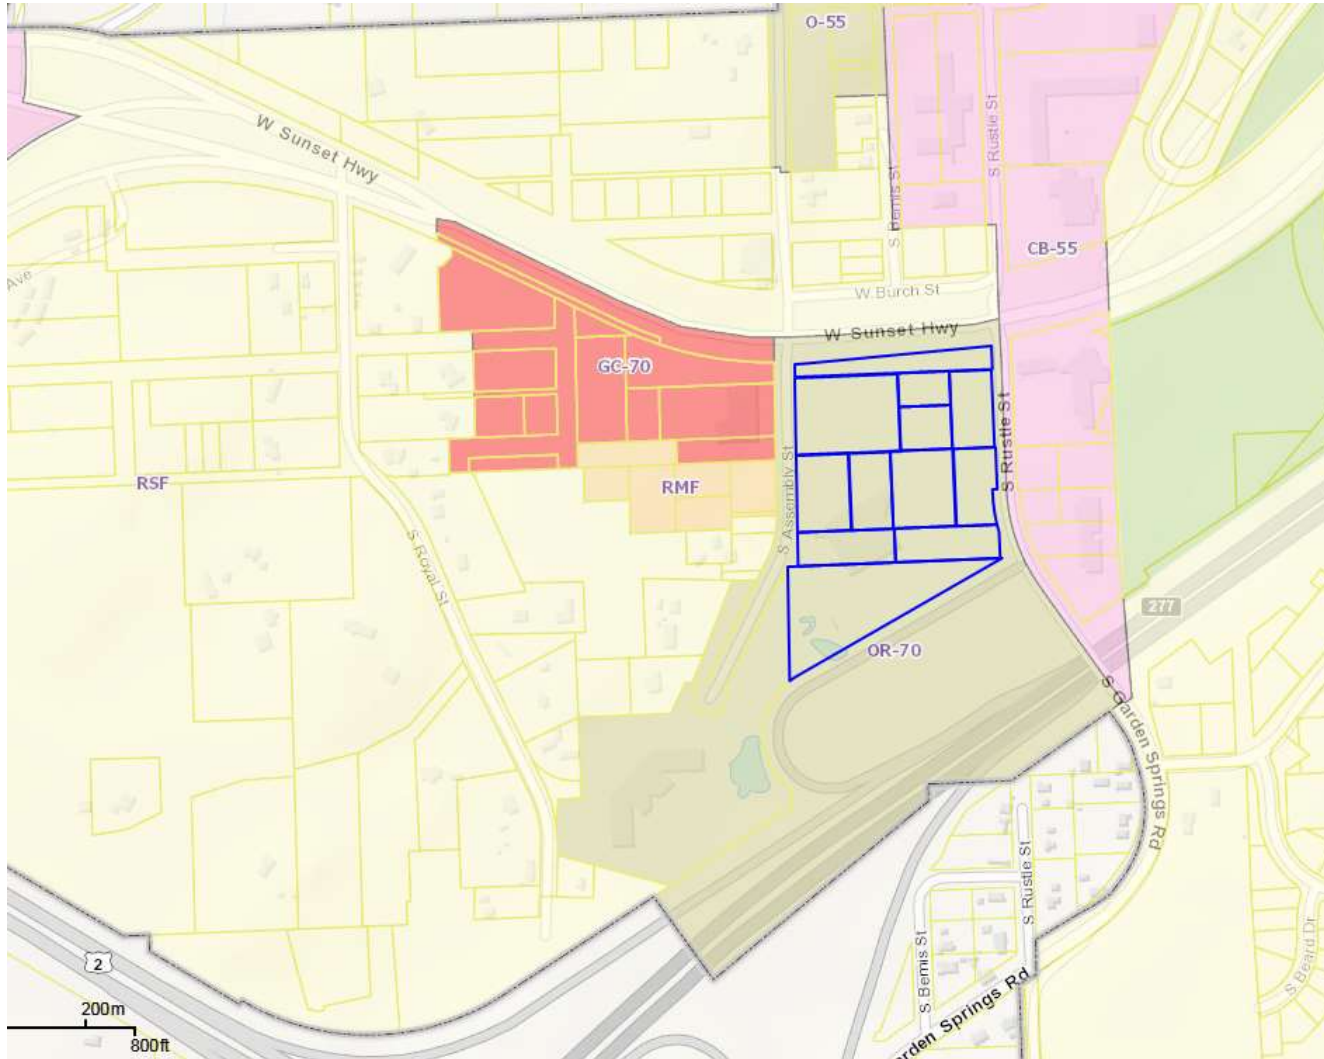 O-55
W Sunset Hwy
S Rustle St
S Bemis St
CB-55
Ave
W Burch St
W Sunset Hwy
GC-70
S Rustle St
RSF
RMF
S Assembly St
S Royal St
277
OR-70
S Garden Springs Rd
S Rustle St
S Bemis St
S Beard Dr
2
arden Springs Rd
200m
800ft